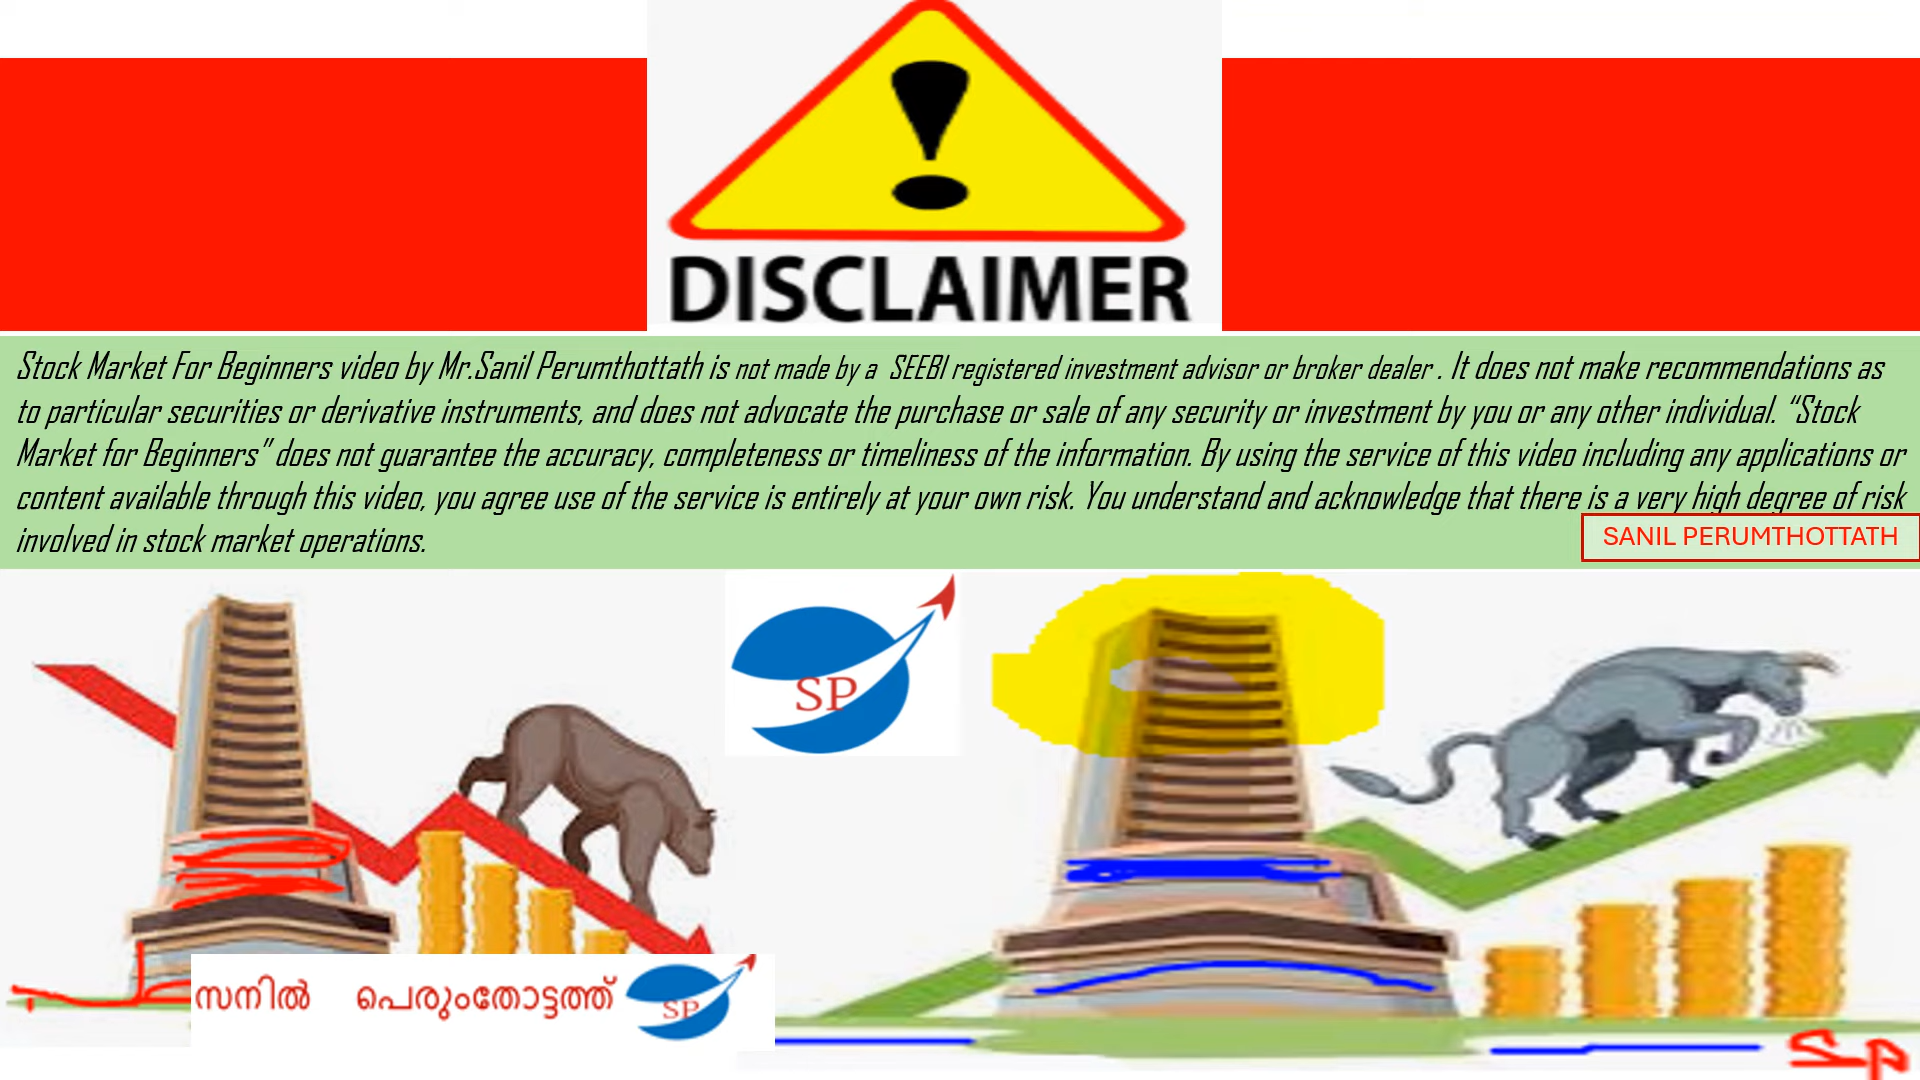 DISCLAIMER
Stock Market For Beginners video by Mr.Sanil Perumthottath is not made by a SEEBI registered investment advisor or broker dealer . It does not make recommendations as
to particular securities or derivative instruments, and does not advocate the purchase or sale of any security or investment by you or any other individual. “Stock
Market for Beginners” does not guarantee the accuracy, completeness or timeliness of the information. By using the service of this video including any applications or
content available through this video, you agree use of the service is entirely at your own risk. You understand and acknowledge that there is a very high degree of risk
involved in stock market operations.
SANIL PERUMTHOTTATH
SP
സനിൽ പെരുംതോട്ടത്ത്
SP
SP